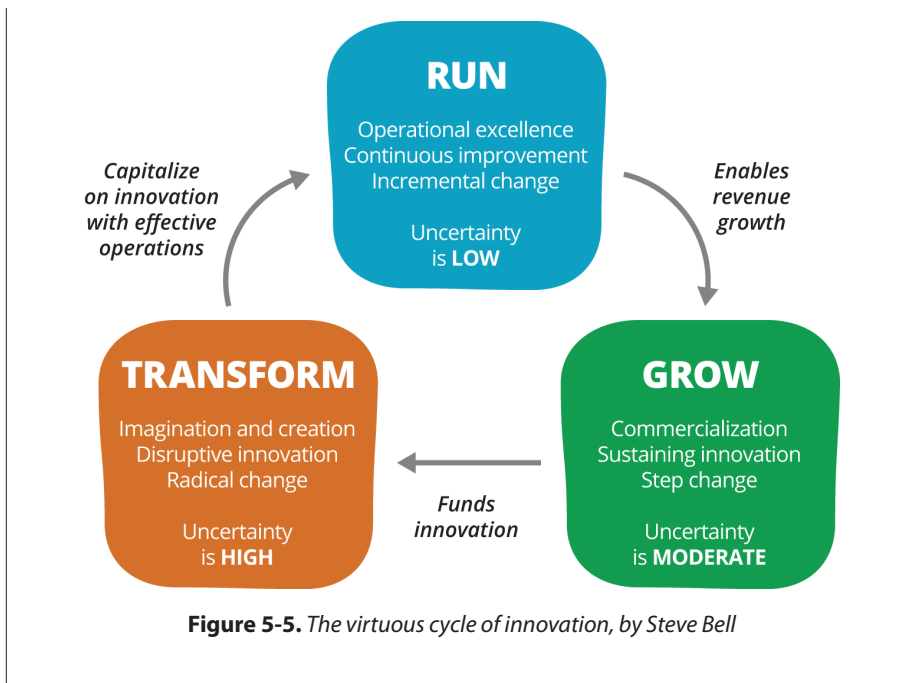 RUN
Operational excellence
Continuous improvement
Incremental change
Uncertainty
is LOW
Enables
revenue
growth
GROW
Commercialization
Sustaining innovation
Step change
Uncertainty
is MODERATE
Funds
innovation
TRANSFORM
Imagination and creation
Disruptive innovation
Radical change
Uncertainty
is HIGH
Capitalize
on innovation
with effective
operations
Figure 5-5. The virtuous cycle of innovation, by Steve Bell